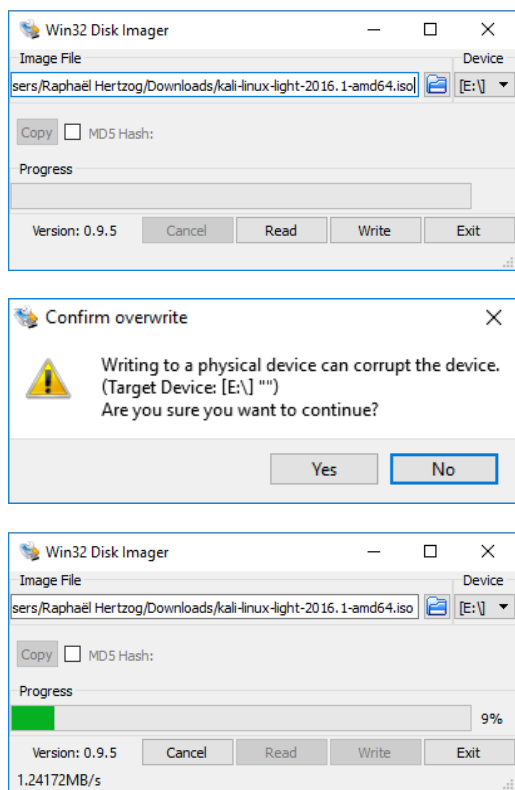 Win32 Disk Imager
Image File Device
sers/Raphaël Hertzog/Downloads/kali-linux-light-2016.1-amd64.iso [E:\]
Copy MD5 Hash:
Progress
Version: 0.9.5 Cancel Read Write Exit
Confirm overwrite
Writing to a physical device can corrupt the device.
(Target Device: [E:\] "")
Are you sure you want to continue?
Yes No
Win32 Disk Imager
Image File Device
sers/Raphaël Hertzog/Downloads/kali-linux-light-2016.1-amd64.iso [E:\]
Copy MD5 Hash:
Progress
9%
Version: 0.9.5 Cancel Read Write Exit
1.24172MB/s